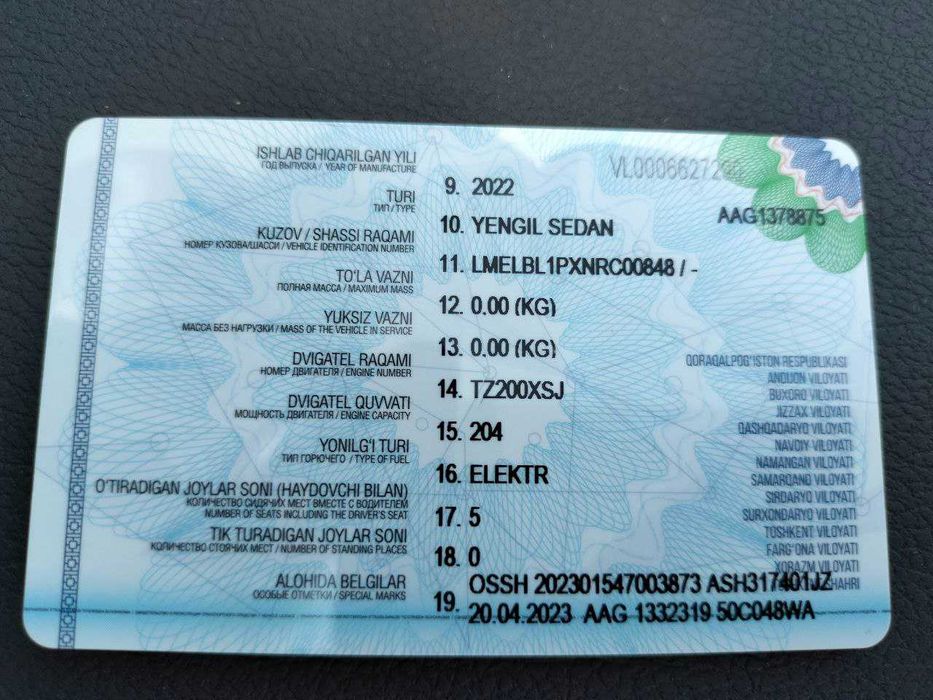 VL0006627
AAG1378875
ISHLAB CHIQARILGAN YILI
ГОД ВЫПУСКА / YEAR OF MANUFACTURE
9. 2022
TURI
ТИП / TYPE
10. YENGIL SEDAN
KUZOV / SHASSI RAQAMI
НОМЕР КУЗОВА/ШАССИ / VEHICLE IDENTIFICATION NUMBER
11. LMELBL1PXNRC00848 / -
TO'LA VAZNI
ПОЛНАЯ МАССА / MAXIMUM MASS
12. 0.00 (KG)
YUKSIZ VAZNI
МАССА БЕЗ НАГРУЗКИ / MASS OF THE VEHICLE IN SERVICE
13. 0.00 (KG)
DVIGATEL RAQAMI
НОМЕР ДВИГАТЕЛЯ / ENGINE NUMBER
14. TZ200XSJ
DVIGATEL QUVVATI
МОЩНОСТЬ ДВИГАТЕЛЯ / ENGINE CAPACITY
15. 204
YONILG'I TURI
ТИП ГОРЮЧЕГО / TYPE OF FUEL
16. ELEKTR
O'TIRADIGAN JOYLAR SONI (HAYDOVCHI BILAN)
КОЛИЧЕСТВО СИДЯЧИХ МЕСТ ВМЕСТЕ С ВОДИТЕЛЕМ
NUMBER OF SEATS INCLUDING THE DRIVER'S SEAT
17. 5
TIK TURADIGAN JOYLAR SONI
КОЛИЧЕСТВО СТОЯЧИХ МЕСТ / NUMBER OF STANDING PLACES
18. 0
ALOHIDA BELGILAR
ОСОБЫЕ ОТМЕТКИ / SPECIAL MARKS
19. OSSH 202301547003873 ASH317401JZ
20.04.2023 AAG 1332319 50C048WA
QORAQALPOG'ISTON RESPUBLIKASI
ANDIJON VILOYATI
BUXORO VILOYATI
JIZZAX VILOYATI
QASHQADARYO VILOYATI
NAVOIY VILOYATI
NAMANGAN VILOYATI
SAMARQAND VILOYATI
SIRDARYO VILOYATI
SURXONDARYO VILOYATI
TOSHKENT VILOYATI
FARG'ONA VILOYATI
XORAZM VILOYATI
SHAHRI